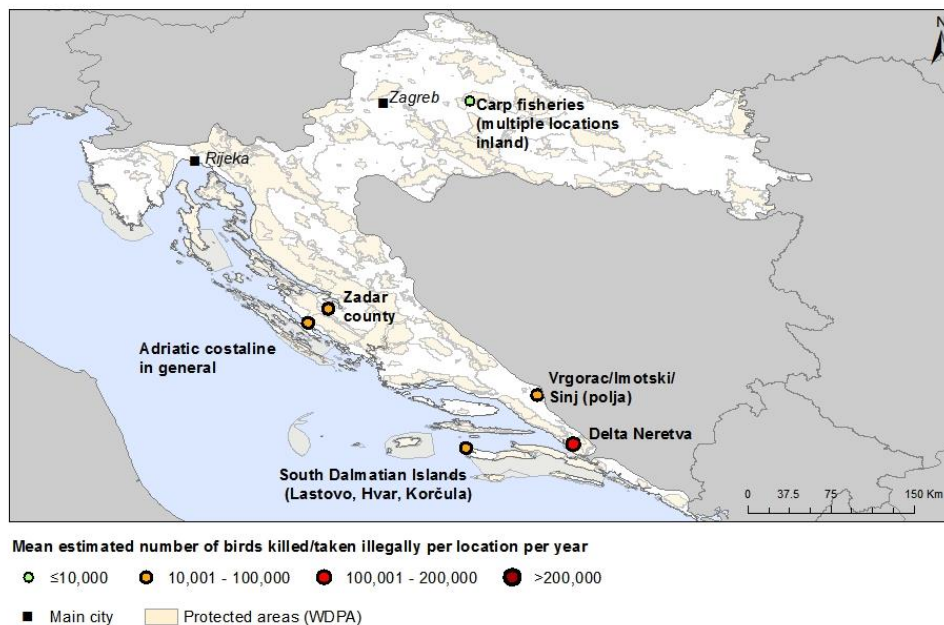 N
Zagreb
Carp fisheries
(multiple locations
inland)
Rijeka
Zadar
county
Adriatic costaline
in general
Vrgorac/Imotski/
Sinj (polja)
Delta Neretva
South Dalmatian Islands
(Lastovo, Hvar, Korčula)
0 37.5 75 150 Km
Mean estimated number of birds killed/taken illegally per location per year
≤10,000 10,001 - 100,000 100,001 - 200,000 >200,000
Main city Protected areas (WDPA)